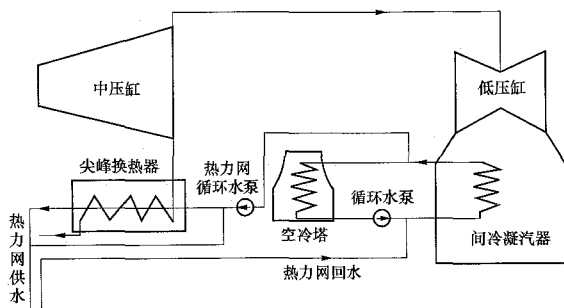 中压缸
低压缸
尖峰换热器
热力网
循环水泵
循环水泵
空冷塔
间冷凝汽器
热力网供水
热力网回水